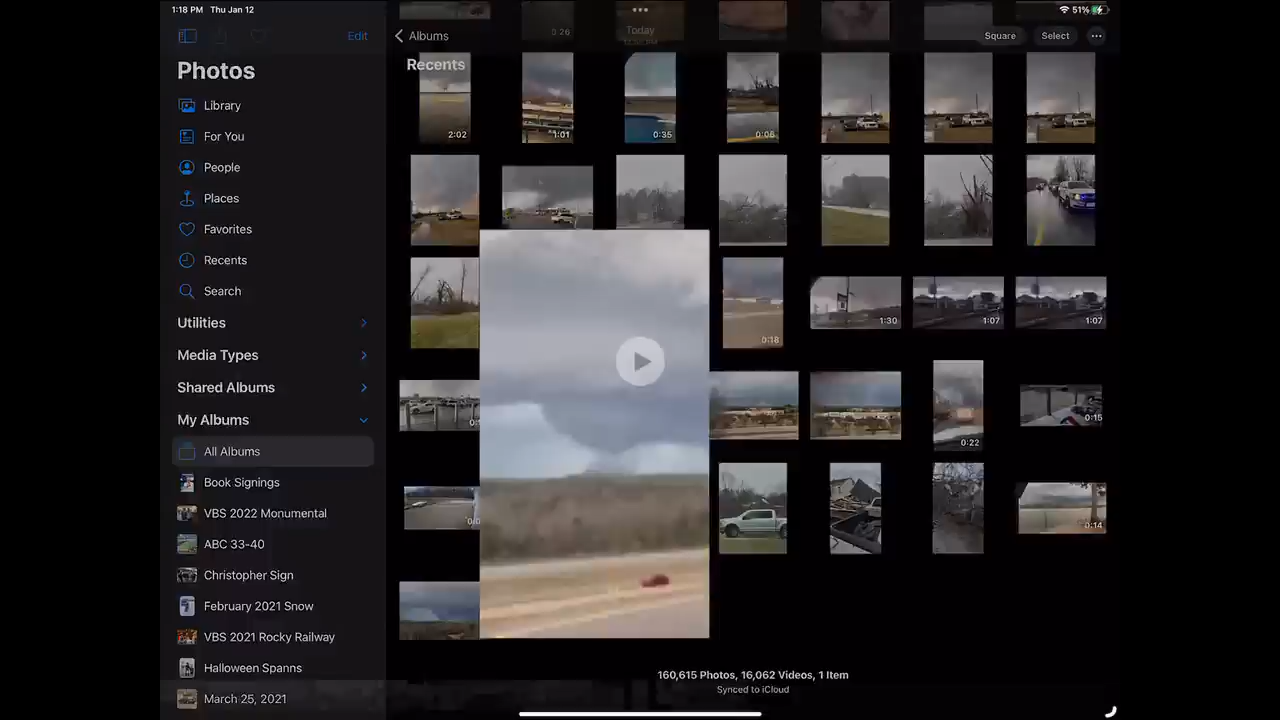 1:18 PM Thu Jan 12
51%
Edit
Albums
Today
Square
Select
Photos
Recents
Library
For You
People
Places
Favorites
Recents
Search
Utilities
Media Types
Shared Albums
My Albums
All Albums
Book Signings
VBS 2022 Monumental
ABC 33-40
Christopher Sign
February 2021 Snow
VBS 2021 Rocky Railway
Halloween Spanns
March 25, 2021
0:26
2:02
1:01
0:35
0:06
0:18
1:30
1:07
1:07
0:22
0:15
0:14
160,615 Photos, 16,062 Videos, 1 Item
Synced to iCloud